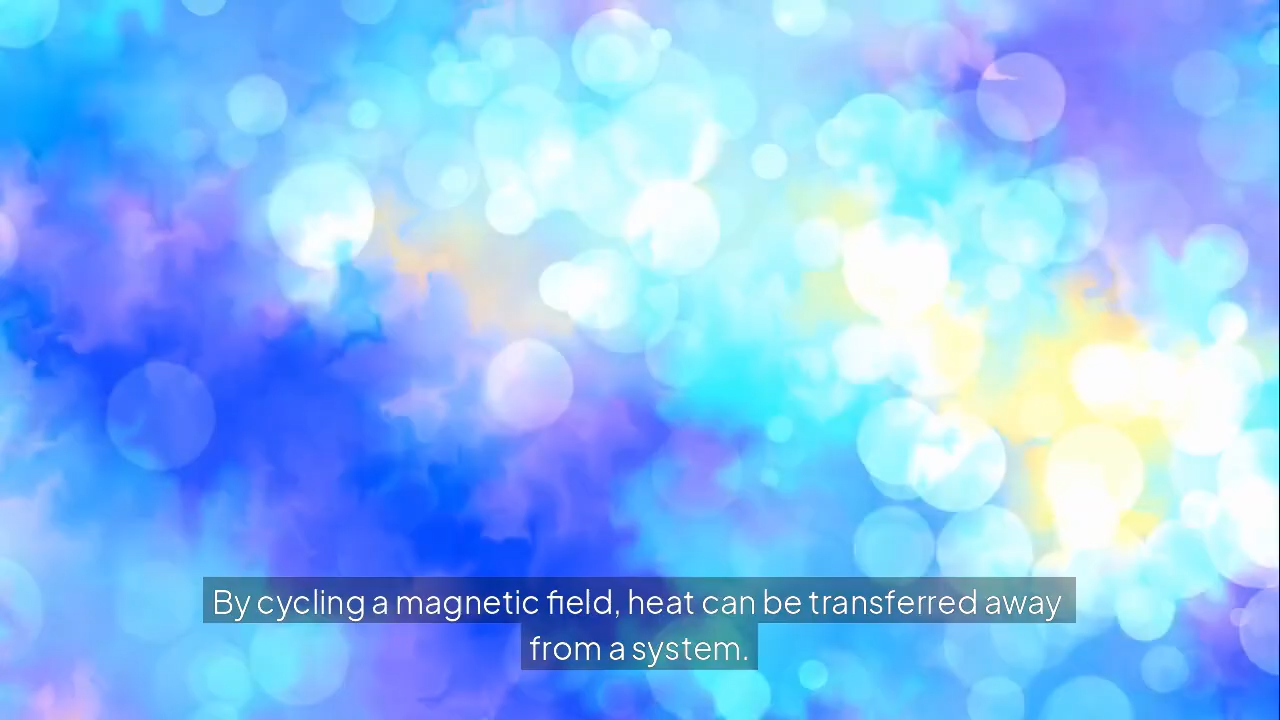 By cycling a magnetic field, heat can be transferred away
from a system.